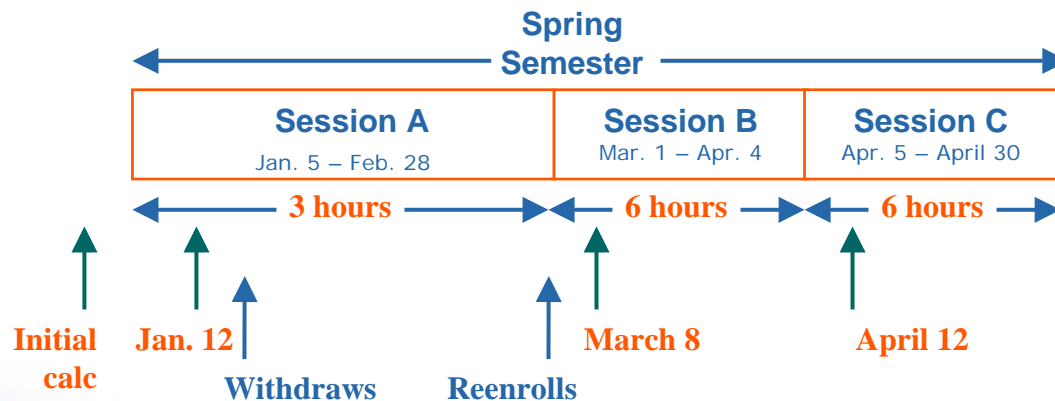 Spring
Semester
Session A
Jan. 5 – Feb. 28
Session B
Mar. 1 – Apr. 4
Session C
Apr. 5 – April 30
3 hours
6 hours
6 hours
Initial
calc
Jan. 12
March 8
April 12
Withdraws
Reenrolls